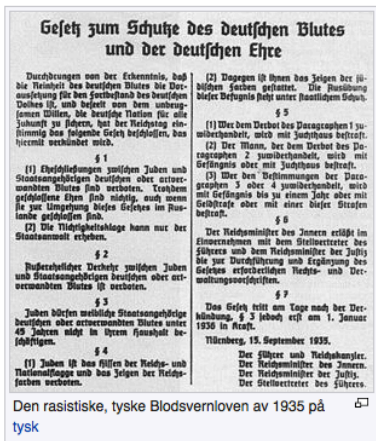 Gesetz zum Schutze des deutschen Blutes
und der deutschen Ehre
Durchdrungen von der Erkenntnis, daß
die Reinheit des deutschen Blutes die Vor-
aussetzung für den Fortbestand des deutschen
Volkes ist, und beseelt von dem unbeug-
samen Willen, die deutsche Nation für alle
Zukunft zu sichern, hat der Reichstag ein-
stimmig das folgende Gesetz beschlossen, das
hiermit verkündet wird.
§ 1
(1) Eheschließungen zwischen Juden und
Staatsangehörigen deutschen oder artver-
wandten Blutes sind verboten. Trotzdem
geschlossene Ehen sind nichtig, auch wenn
sie zur Umgehung dieses Gesetzes im Aus-
lande geschlossen sind.
(2) Die Nichtigkeitsklage kann nur der
Staatsanwalt erheben.
§ 2
Außerehelicher Verkehr zwischen Juden
und Staatsangehörigen deutschen oder art-
verwandten Blutes ist verboten.
§ 3
Juden dürfen weibliche Staatsangehörige
deutschen oder artverwandten Blutes unter
45 Jahren nicht in ihrem Haushalt be-
schäftigen.
§ 4
(1) Juden ist das Hissen der Reichs- und
Nationalflagge und das Zeigen der Reichs-
farben verboten.
(2) Dagegen ist ihnen das Zeigen der jü-
dischen Farben gestattet. Die Ausübung
dieser Befugnis steht unter staatlichem Schutz.
§ 5
(1) Wer dem Verbot des Paragraphen 1 zu-
widerhandelt, wird mit Zuchthaus bestraft.
(2) Der Mann, der dem Verbot des Pa-
ragraphen 2 zuwiderhandelt, wird mit
Gefängnis oder mit Zuchthaus bestraft.
(3) Wer den Bestimmungen der Para-
graphen 3 oder 4 zuwiderhandelt, wird
mit Gefängnis bis zu einem Jahr oder mit
Geldstrafe oder mit einer dieser Strafen
bestraft.
§ 6
Der Reichsminister des Innern erläßt im
Einvernehmen mit dem Stellvertreter des
Führers und dem Reichsminister der Justiz
die zur Durchführung und Ergänzung des
Gesetzes erforderlichen Rechts- und Ver-
waltungsvorschriften.
§ 7
Das Gesetz tritt am Tage nach der Ver-
kündung, § 3 jedoch erst am 1. Januar
1936 in Kraft.
Nürnberg, 15. September 1935.
Der Führer und Reichskanzler.
Der Reichsminister des Innern.
Der Reichsminister der Justiz.
Der Stellvertreter des Führers.
Den rasistiske, tyske Blodsvernloven av 1935 på
tysk